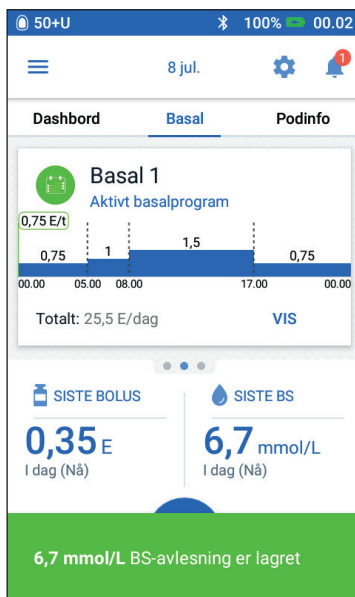 50+U 100% 00.02
8 jul. 1
Dashbord Basal Podinfo
Basal 1
Aktivt basalprogram
0,75 E/t
0,75 1 1,5 0,75
00.00 05.00 08.00 17.00 00.00
Totalt: 25,5 E/dag VIS
SISTE BOLUS SISTE BS
0,35 E 6,7 mmol/L
I dag (Nå) I dag (Nå)
6,7 mmol/L BS-avlesning er lagret